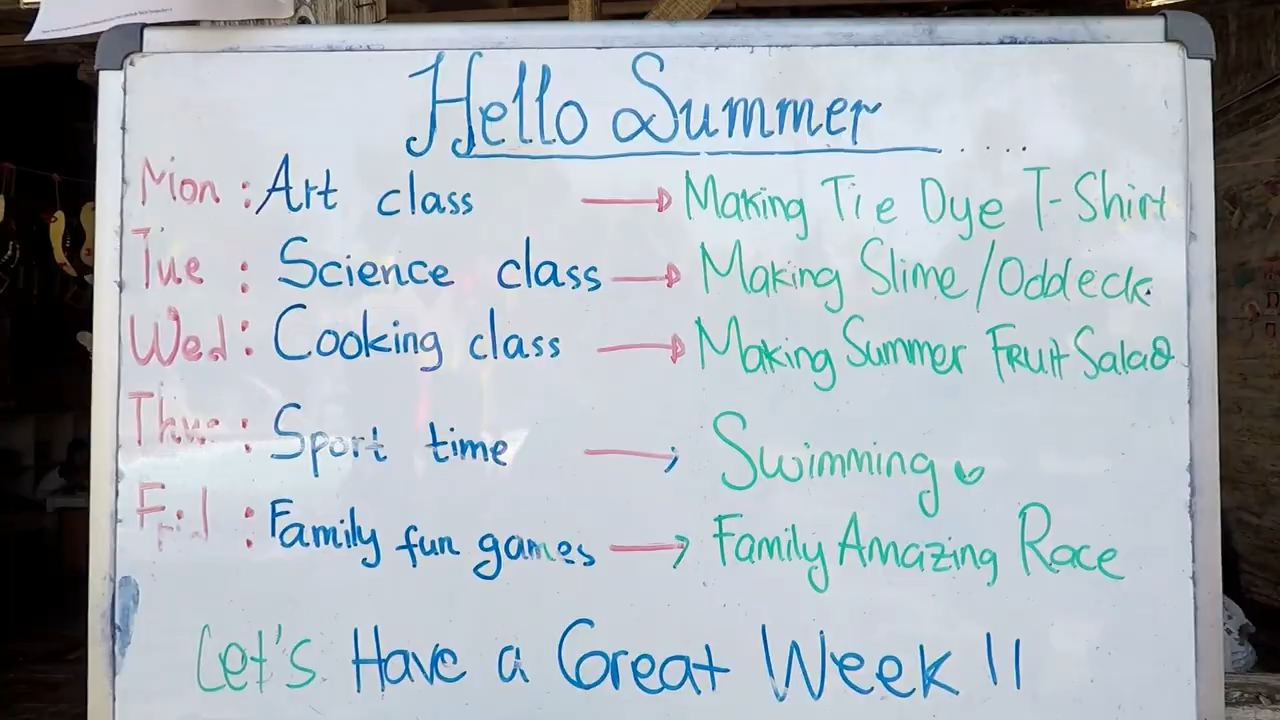 Hello Summer ....
Mon : Art class → Making Tie Dye T-Shirt
Tue : Science class → Making Slime/Oddeck
Wed : Cooking class → Making Summer Fruit Salad
Thu : Sport time → Swimming
Fri : Family fun games → Family Amazing Race
Let's Have a Great Week !!